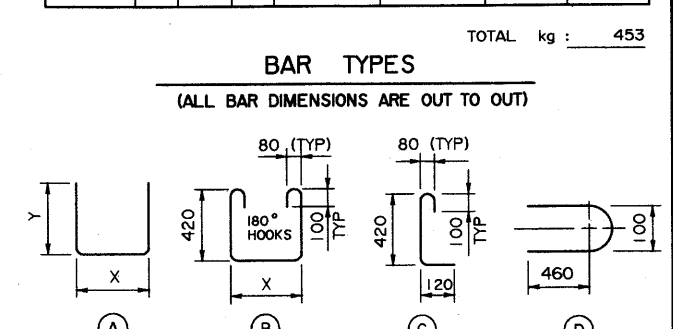 TOTAL kg : 453
BAR TYPES
(ALL BAR DIMENSIONS ARE OUT TO OUT)
80 (TYP)
80 (TYP)
Y
420
180°
HOOKS
100
TYP
420
100
TYP
100
X
X
120
460
A
B
C
D